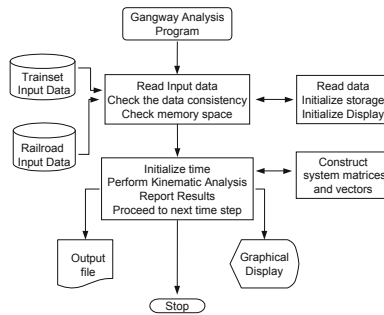 Gangway Analysis
Program
Trainset
Input Data
Railroad
Input Data
Read Input data
Check the data consistency
Check memory space
Read data
Initialize storage
Initialize Display
Initialize time
Perform Kinematic Analysis
Report Results
Proceed to next time step
Construct
system matrices
and vectors
Output
file
Graphical
Display
Stop